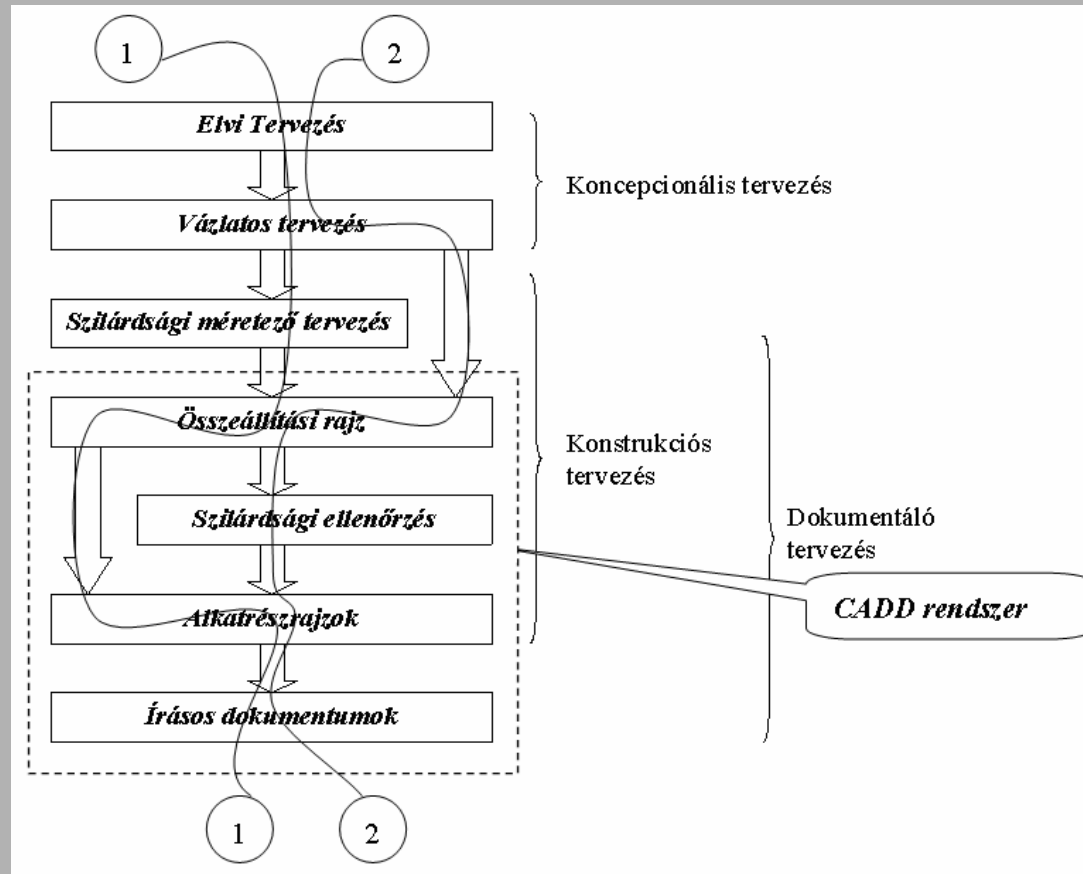 1
2
Elvi Tervezés
Vázlatos tervezés
Koncepcionális tervezés
Szilárdsági méretező tervezés
Összeállítási rajz
Szilárdsági ellenőrzés
Alkatrészrajzok
Írásos dokumentumok
Konstrukciós
tervezés
Dokumentáló
tervezés
CADD rendszer
1
2